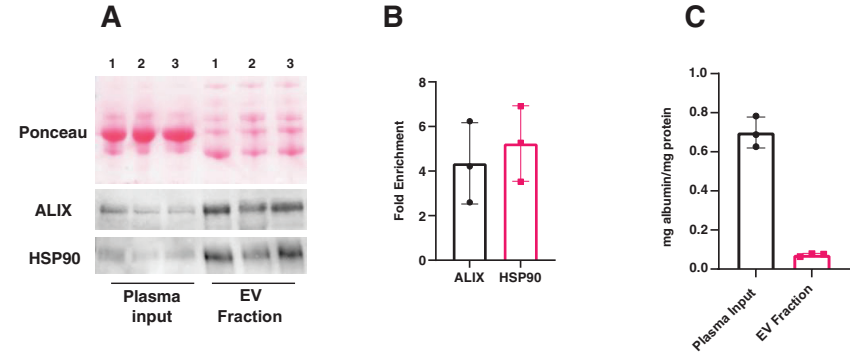 A
1 2 3 1 2 3
Ponceau
ALIX
HSP90
Plasma
input
EV
Fraction
B
Fold Enrichment
8
6
4
2
0
ALIX HSP90
C
mg albumin/mg protein
1.0
0.8
0.6
0.4
0.2
0.0
Plasma Input
EV Fraction